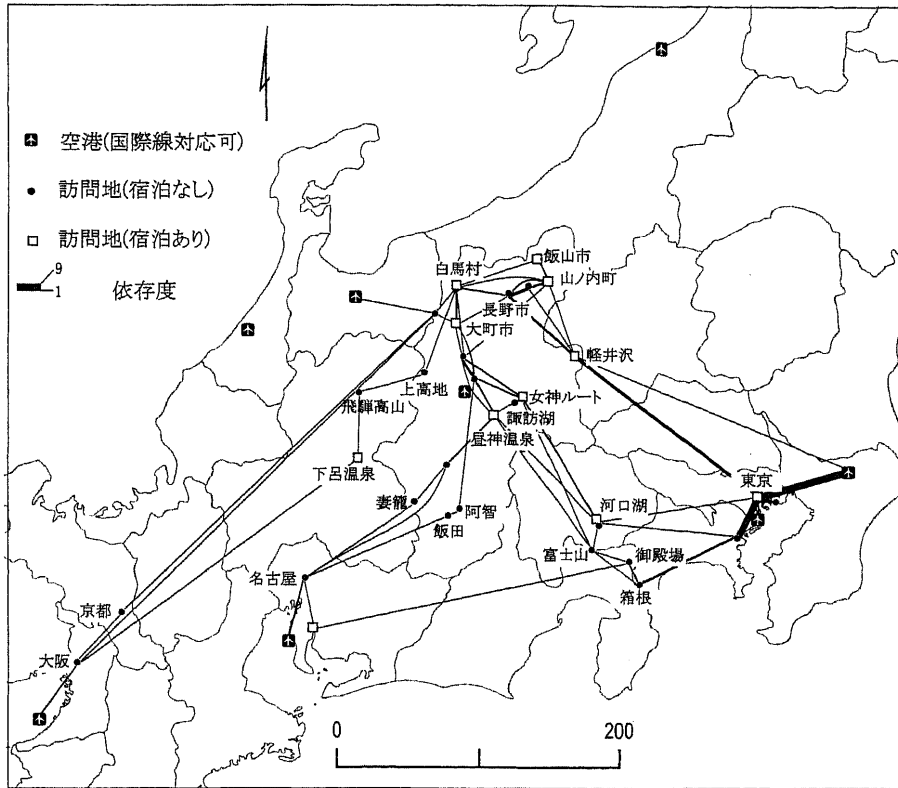 空港(国際線対応可)
訪問地(宿泊なし)
訪問地(宿泊あり)
9
1
依存度
飯山市
白馬村
山ノ内町
長野市
大町市
軽井沢
上高地
飛騨高山
女神ルート
諏訪湖
昼神温泉
下呂温泉
東京
妻籠
阿智
飯田
河口湖
富士山
御殿場
名古屋
箱根
京都
大阪
0
200